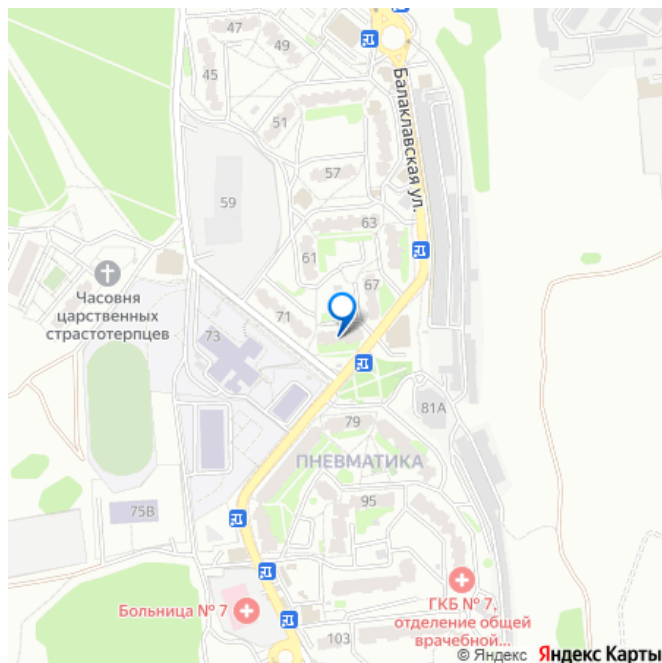 47
49
45
Балаклавская ул.
51
57
59
63
61
67
Часовня
царственных
страстотерпцев
71
73
81А
79
ПНЕВМАТИКА
95
75В
Больница № 7
ГКБ № 7,
отделение общей
врачебной...
103
© Яндекс Яндекс Карты